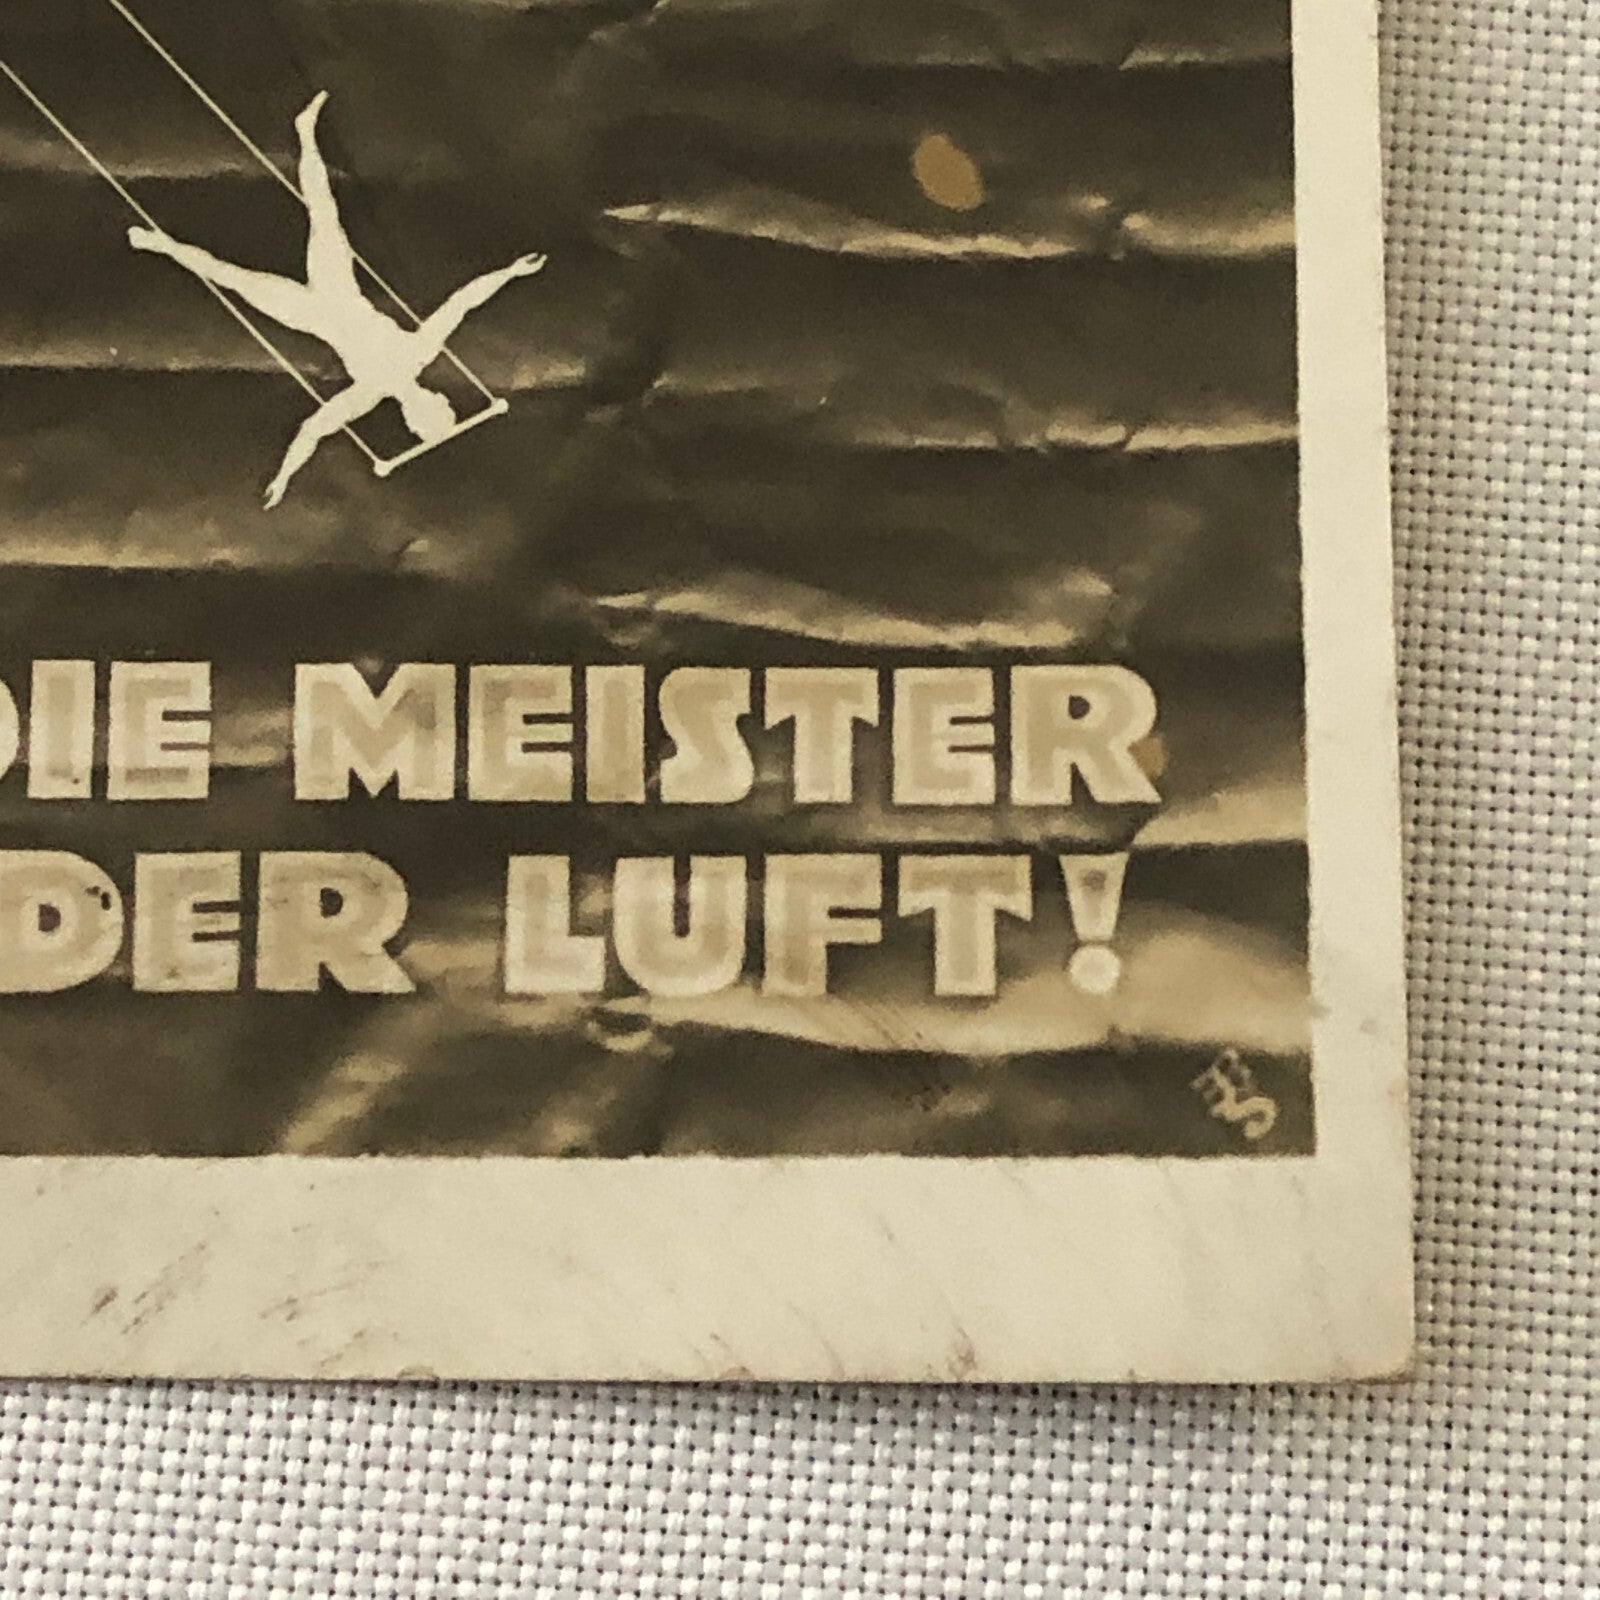 DIE MEISTER
DER LUFT!